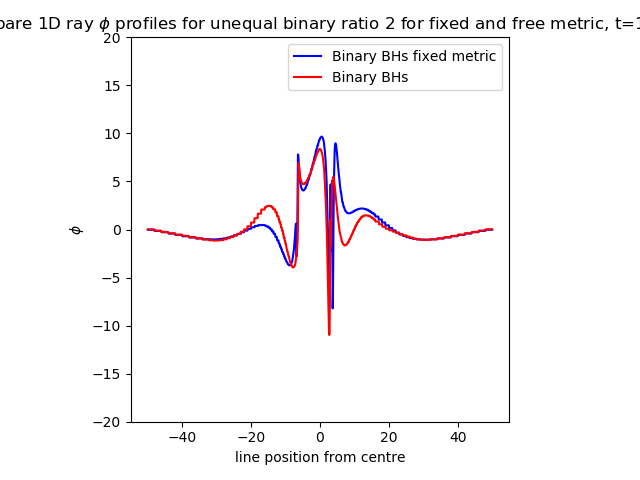 pare 1D ray ϕ profiles for unequal binary ratio 2 for fixed and free metric, t=1
20
Binary BHs fixed metric
Binary BHs
15
10
5
ϕ
0
−5
−10
−15
−20
−40 −20 0 20 40
line position from centre